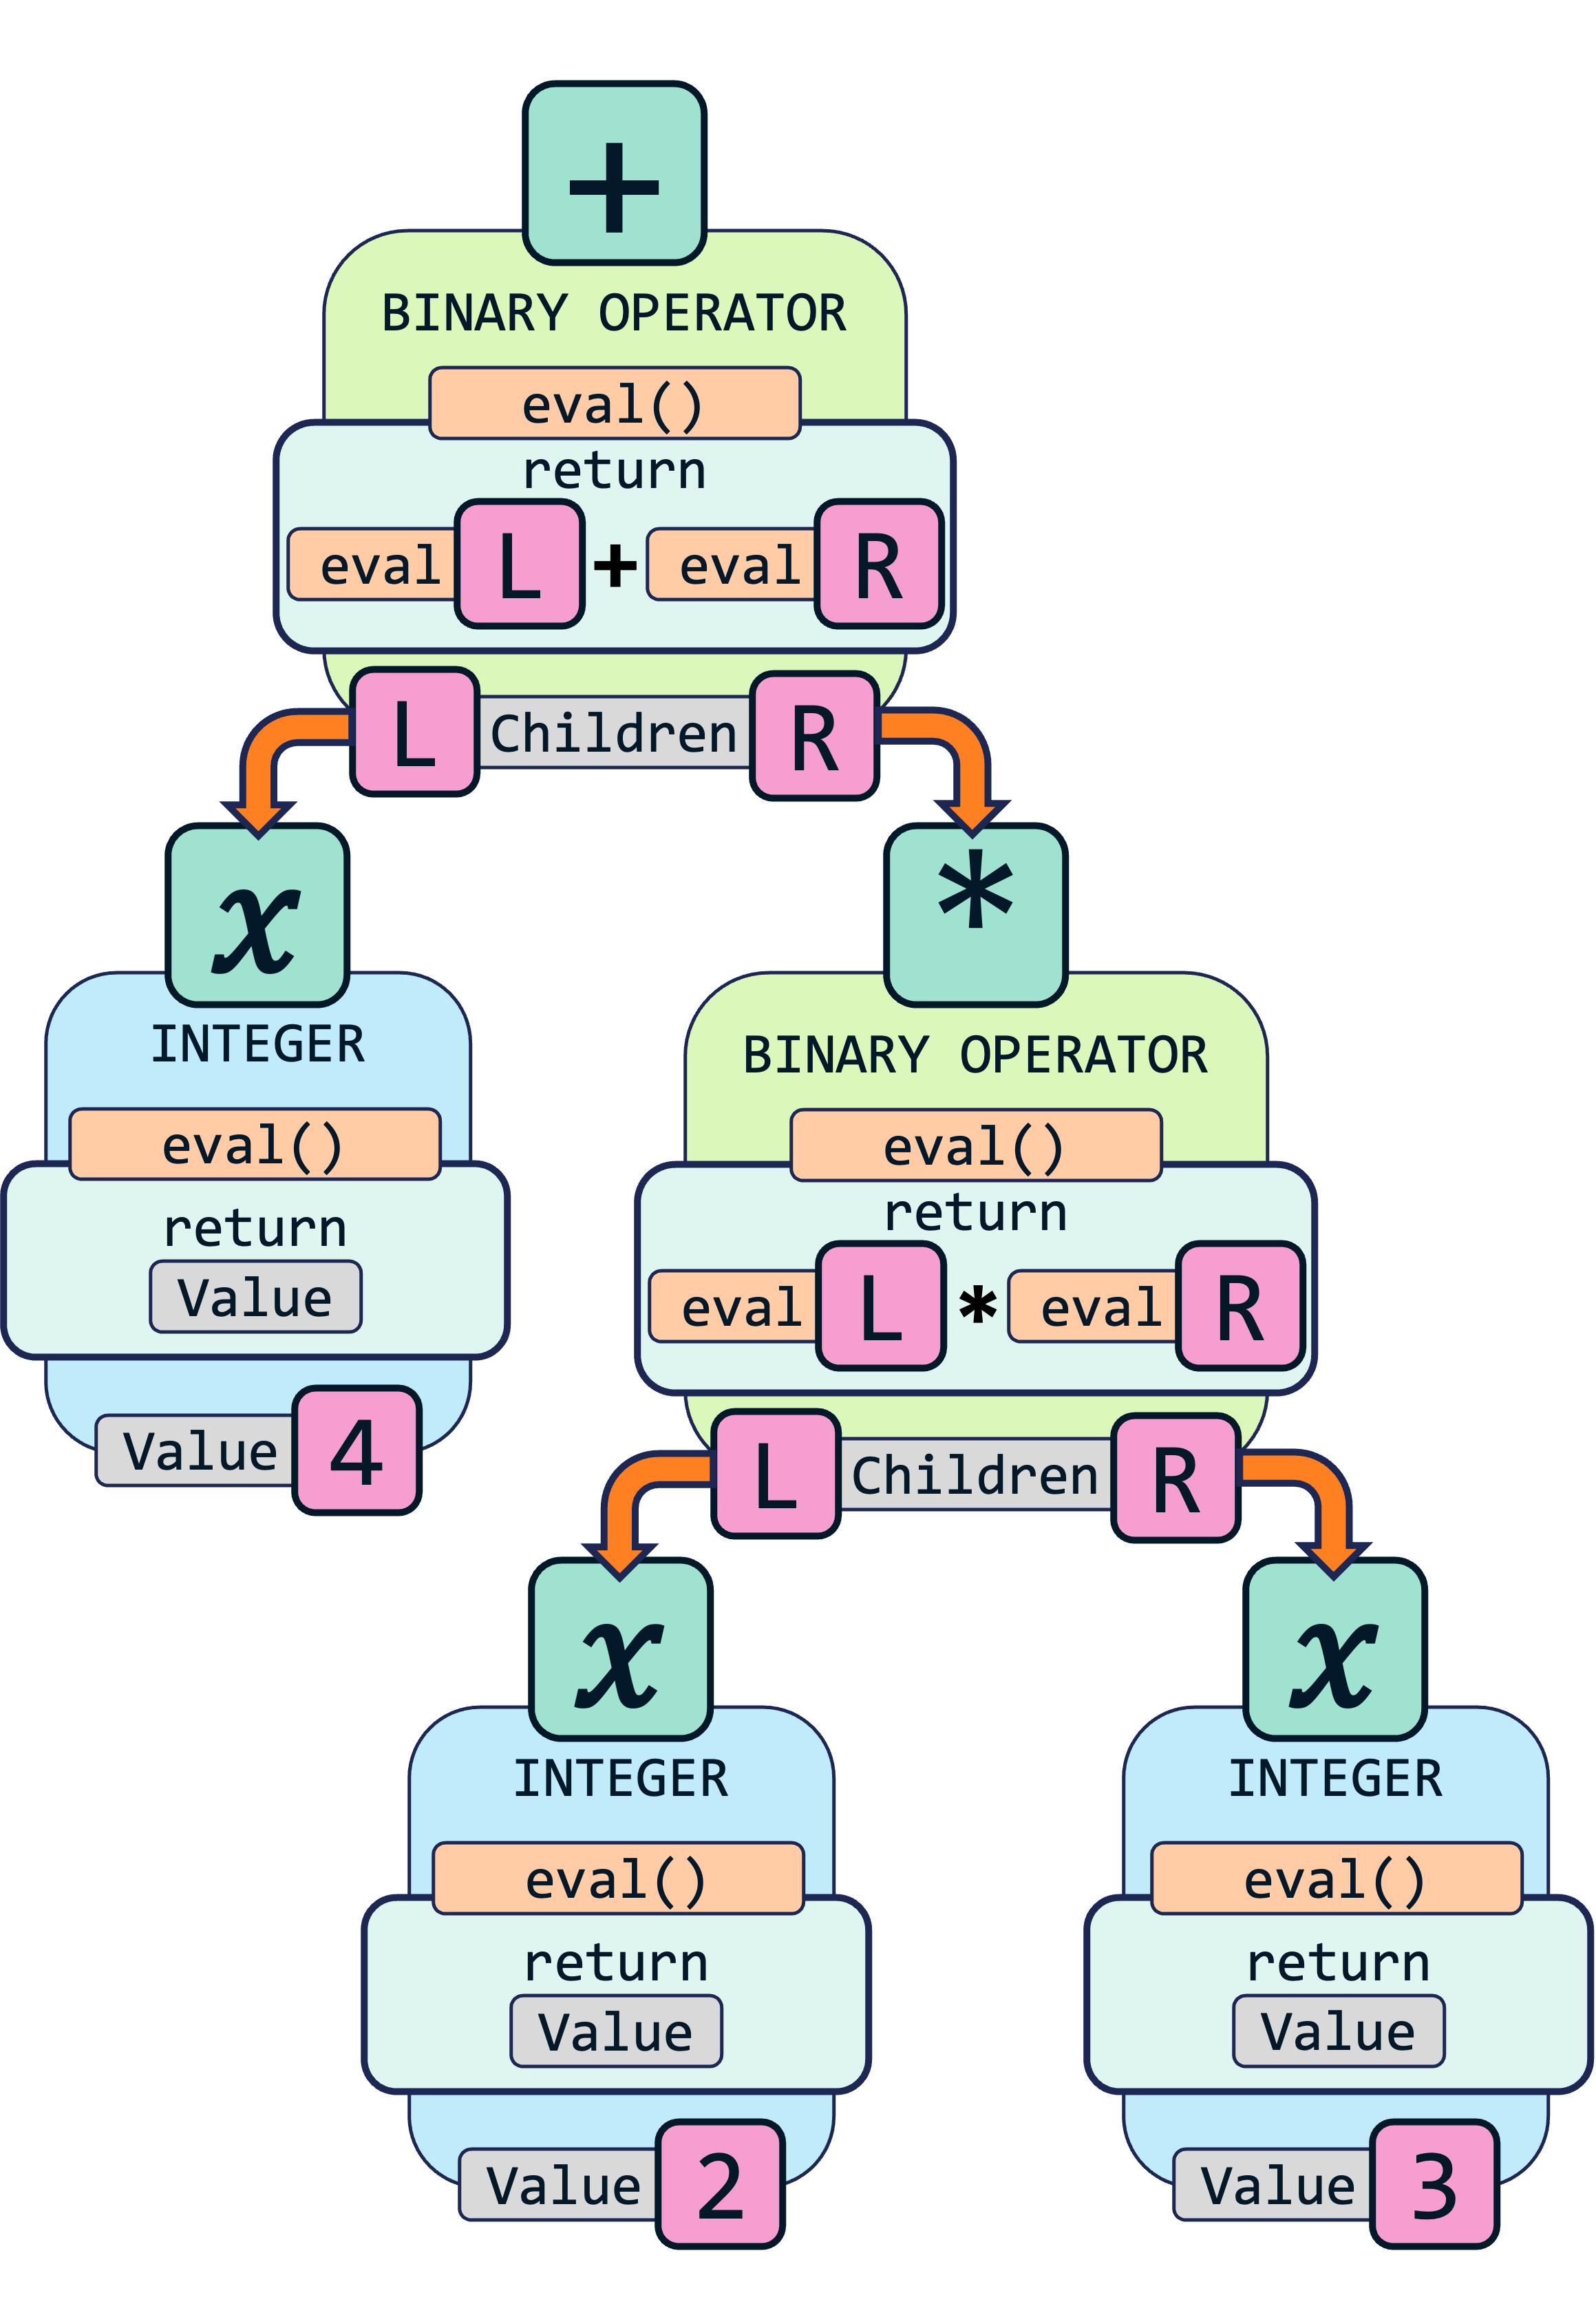 +
BINARY OPERATOR
eval()
return
eval L + eval R
L Children R
x
INTEGER
eval()
return
Value
Value 4
*
BINARY OPERATOR
eval()
return
eval L * eval R
L Children R
x
INTEGER
eval()
return
Value
Value 2
x
INTEGER
eval()
return
Value
Value 3